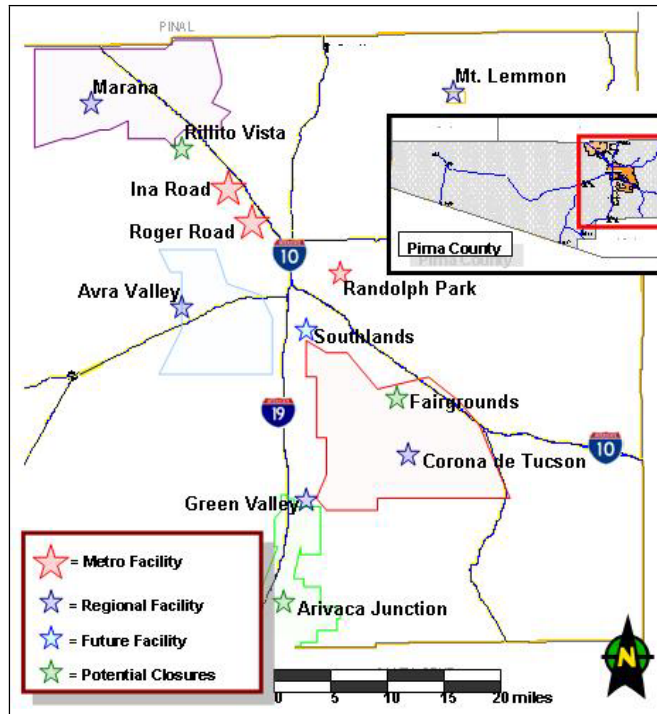 PINAL
Marana
Mt. Lemmon
Rillito Vista
Ina Road
Roger Road
Pima County
Pima County
10
Randolph Park
Avra Valley
Southlands
Fairgrounds
19
10
Corona de Tucson
Green Valley
= Metro Facility
= Regional Facility
= Future Facility
= Potential Closures
Arivaca Junction
N
0 5 10 15 20 miles